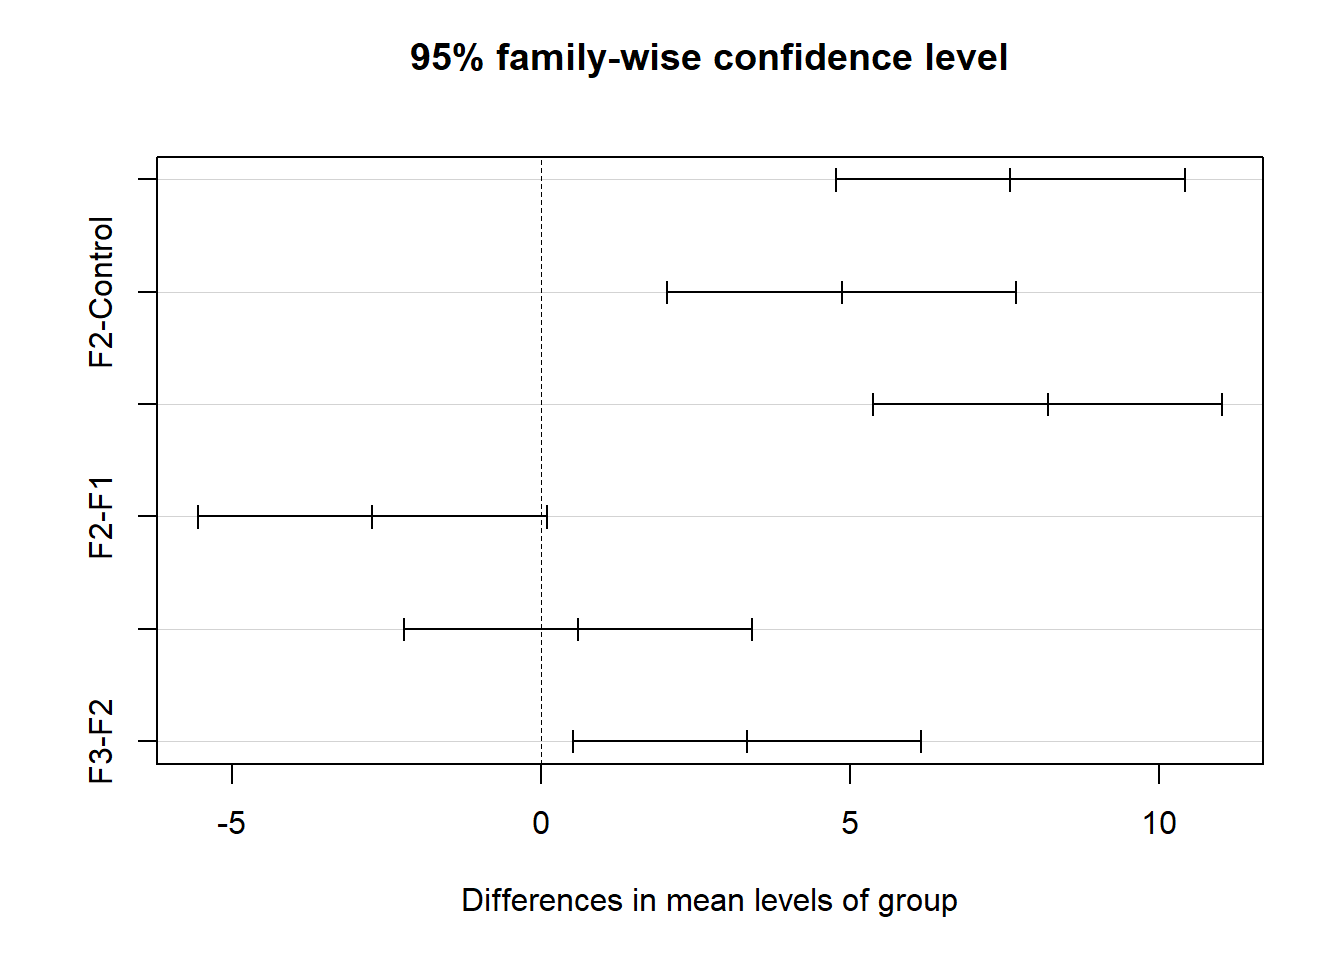 95% family-wise confidence level
F2-Control
F2-F1
F3-F2
-5 0 5 10
Differences in mean levels of group